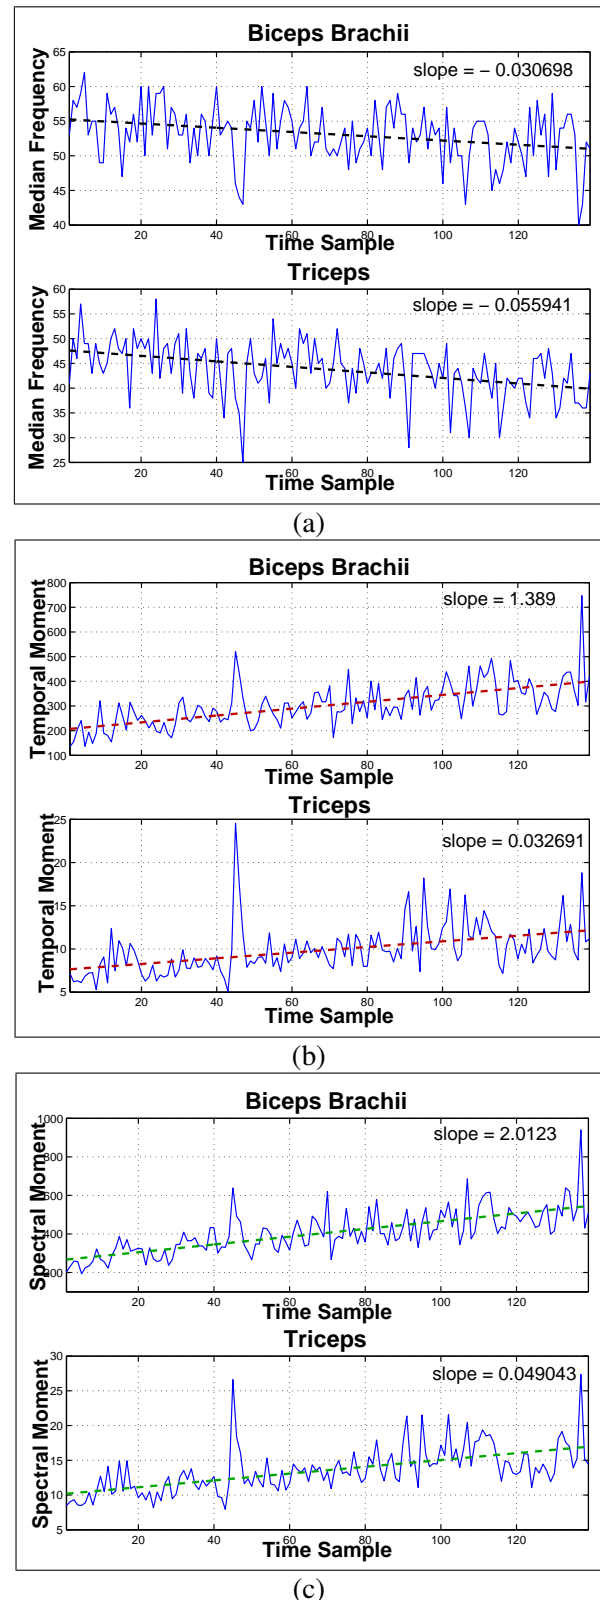 Biceps Brachii
65
60
55
50
45
40
Median Frequency
slope = − 0.030698
20 40 60 80 100 120
Time Sample
Triceps
60
55
50
45
40
35
30
25
Median Frequency
slope = − 0.055941
20 40 60 80 100 120
Time Sample
(a)
Biceps Brachii
800
700
600
500
400
300
200
100
Temporal Moment
slope = 1.389
20 40 60 80 100 120
Time Sample
Triceps
25
20
15
10
5
Temporal Moment
slope = 0.032691
20 40 60 80 100 120
Time Sample
(b)
Biceps Brachii
1000
800
600
400
200
Spectral Moment
slope = 2.0123
20 40 60 80 100 120
Time Sample
Triceps
30
25
20
15
10
5
Spectral Moment
slope = 0.049043
20 40 60 80 100 120
Time Sample
(c)